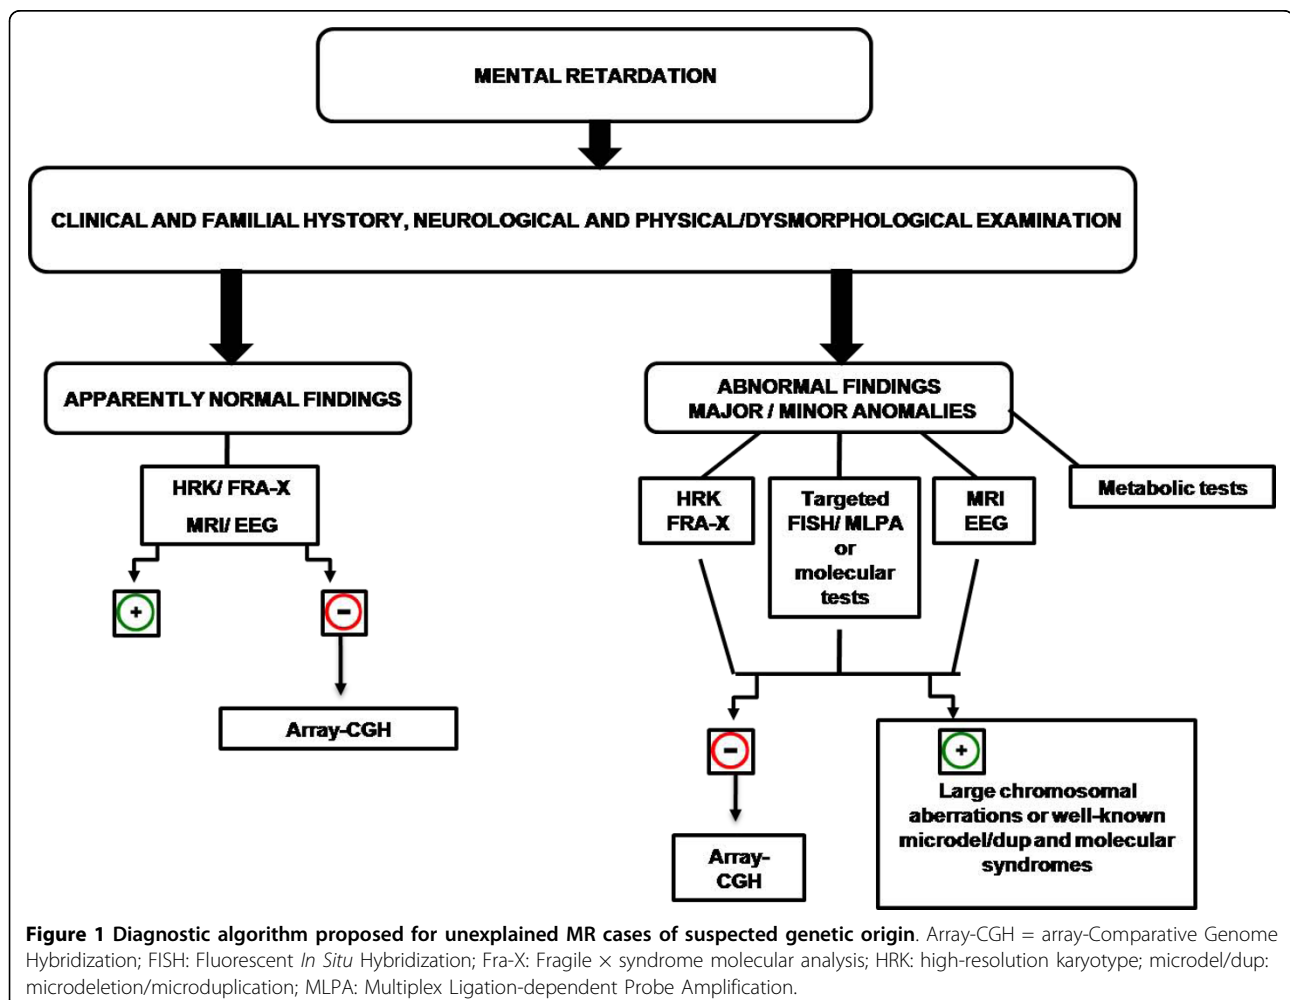 MENTAL RETARDATION
CLINICAL AND FAMILIAL HYSTORY, NEUROLOGICAL AND PHYSICAL/DYSMORPHOLOGICAL EXAMINATION
APPARENTLY NORMAL FINDINGS
HRK/ FRA-X
MRI/ EEG
+
−
Array-CGH
ABNORMAL FINDINGS
MAJOR / MINOR ANOMALIES
HRK
FRA-X
Targeted
FISH/ MLPA
or
molecular
tests
MRI
EEG
Metabolic tests
−
Array-
CGH
+
Large chromosomal
aberrations or well-known
microdel/dup and molecular
syndromes
Figure 1 Diagnostic algorithm proposed for unexplained MR cases of suspected genetic origin. Array-CGH = array-Comparative Genome
Hybridization; FISH: Fluorescent In Situ Hybridization; Fra-X: Fragile × syndrome molecular analysis; HRK: high-resolution karyotype; microdel/dup:
microdeletion/microduplication; MLPA: Multiplex Ligation-dependent Probe Amplification.